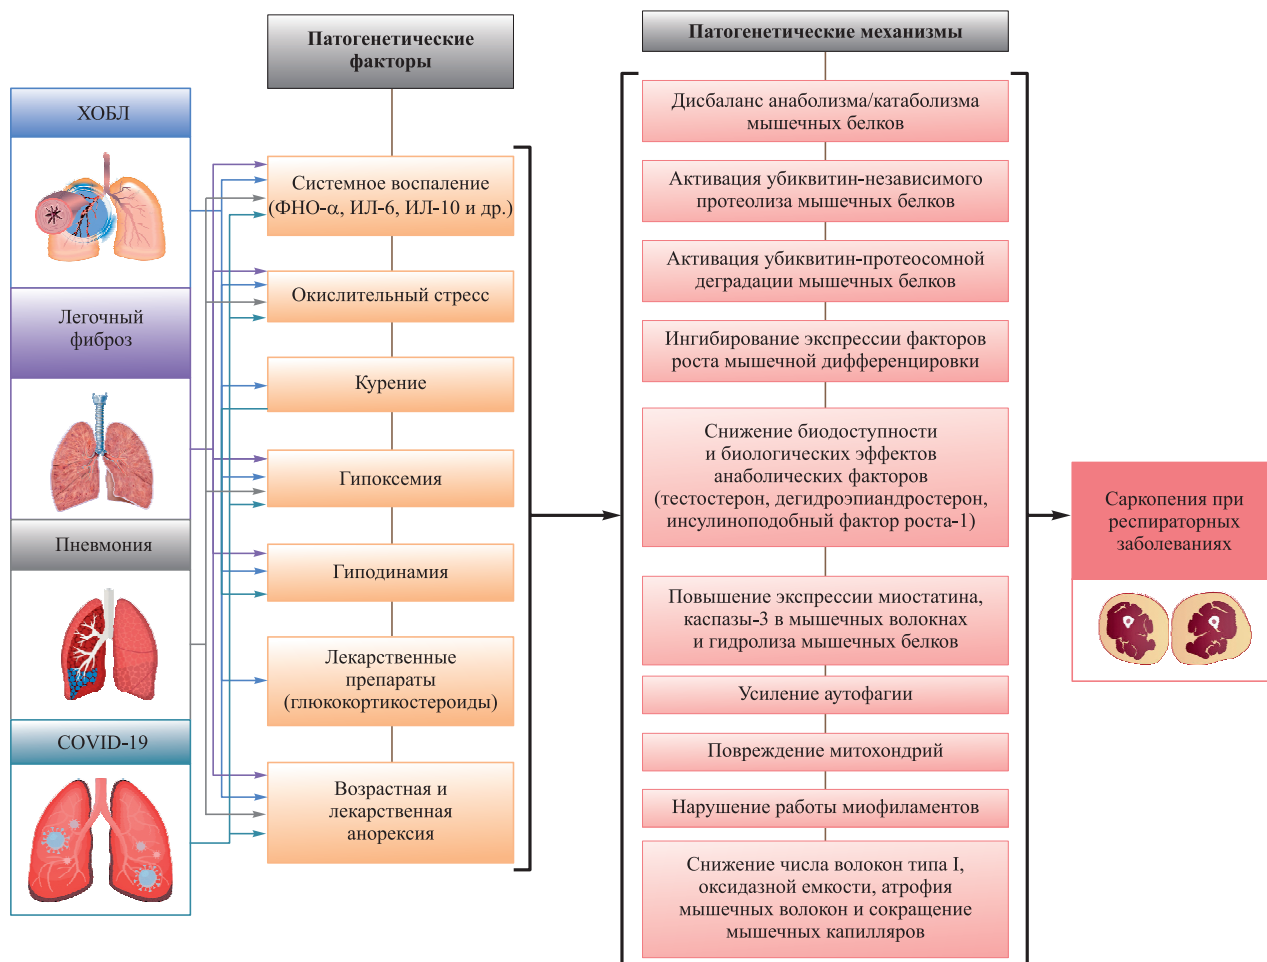 Патогенетические
факторы
Патогенетические механизмы
ХОБЛ
Легочный
фиброз
Пневмония
COVID-19
Системное воспаление
(ФНО-α, ИЛ-6, ИЛ-10 и др.)
Окислительный стресс
Курение
Гипоксемия
Гиподинамия
Лекарственные
препараты
(глюкокортикостероиды)
Возрастная и
лекарственная
анорексия
Дисбаланс анаболизма/катаболизма
мышечных белков
Активация убиквитин-независимого
протеолиза мышечных белков
Активация убиквитин-протеосомной
деградации мышечных белков
Ингибирование экспрессии факторов
роста мышечной дифференцировки
Снижение биодоступности
и биологических эффектов
анаболических факторов
(тестостерон, дегидроэпиандростерон,
инсулиноподобный фактор роста-1)
Повышение экспрессии миостатина,
каспазы-3 в мышечных волокнах
и гидролиза мышечных белков
Усиление аутофагии
Повреждение митохондрий
Нарушение работы миофиламентов
Снижение числа волокон типа I,
оксидазной емкости, атрофия
мышечных волокон и сокращение
мышечных капилляров
Саркопения при
респираторных
заболеваниях